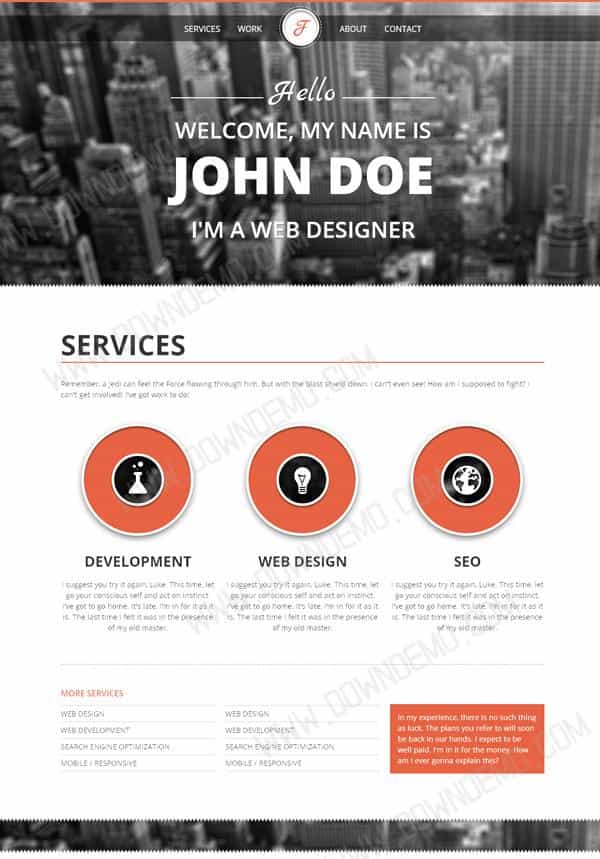 SERVICES WORK F ABOUT CONTACT
Hello
WELCOME, MY NAME IS
JOHN DOE
I'M A WEB DESIGNER
SERVICES
Remember, a Jedi can feel the Force flowing through him. But with the blast shield down, I can't even see! How am I supposed to fight? I
can't get involved! I've got work to do!
DEVELOPMENT
I suggest you try it again, Luke. This time, let
go your conscious self and act on instinct.
I've got to go home. It's late, I'm in for it as it
is. The last time I felt it was in the presence
of my old master.
WEB DESIGN
I suggest you try it again, Luke. This time, let
go your conscious self and act on instinct.
I've got to go home. It's late, I'm in for it as it
is. The last time I felt it was in the presence
of my old master.
SEO
I suggest you try it again, Luke. This time, let
go your conscious self and act on instinct.
I've got to go home. It's late, I'm in for it as it
is. The last time I felt it was in the presence
of my old master.
MORE SERVICES
WEB DESIGN
WEB DEVELOPMENT
SEARCH ENGINE OPTIMIZATION
MOBILE / RESPONSIVE
WEB DESIGN
WEB DEVELOPMENT
SEARCH ENGINE OPTIMIZATION
MOBILE / RESPONSIVE
In my experience, there is no such thing
as luck. The plans you refer to will soon
be back in our hands. I expect to be
well paid. I'm in it for the money. How
am I ever gonna explain this?
WWW.DOWNDEMO.COM
WWW.DOWNDEMO.COM
WWW.DOWNDEMO.COM
WWW.DOWNDEMO.COM
WWW.DOWNDEMO.COM